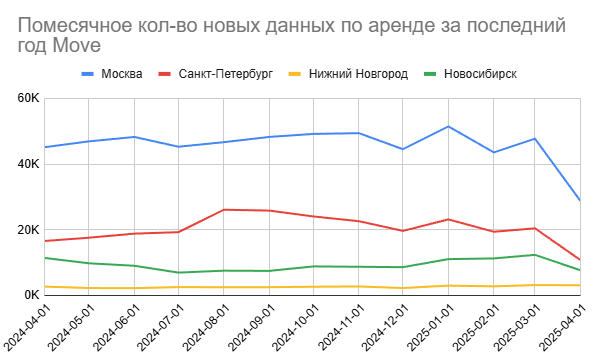 Помесячное кол-во новых данных по аренде за последний
год Move
Москва Санкт-Петербург Нижний Новгород Новосибирск
60K
40K
20K
0K
2024-04-01 2024-05-01 2024-06-01 2024-07-01 2024-08-01 2024-09-01 2024-10-01 2024-11-01 2024-12-01 2025-01-01 2025-02-01 2025-03-01 2025-04-01